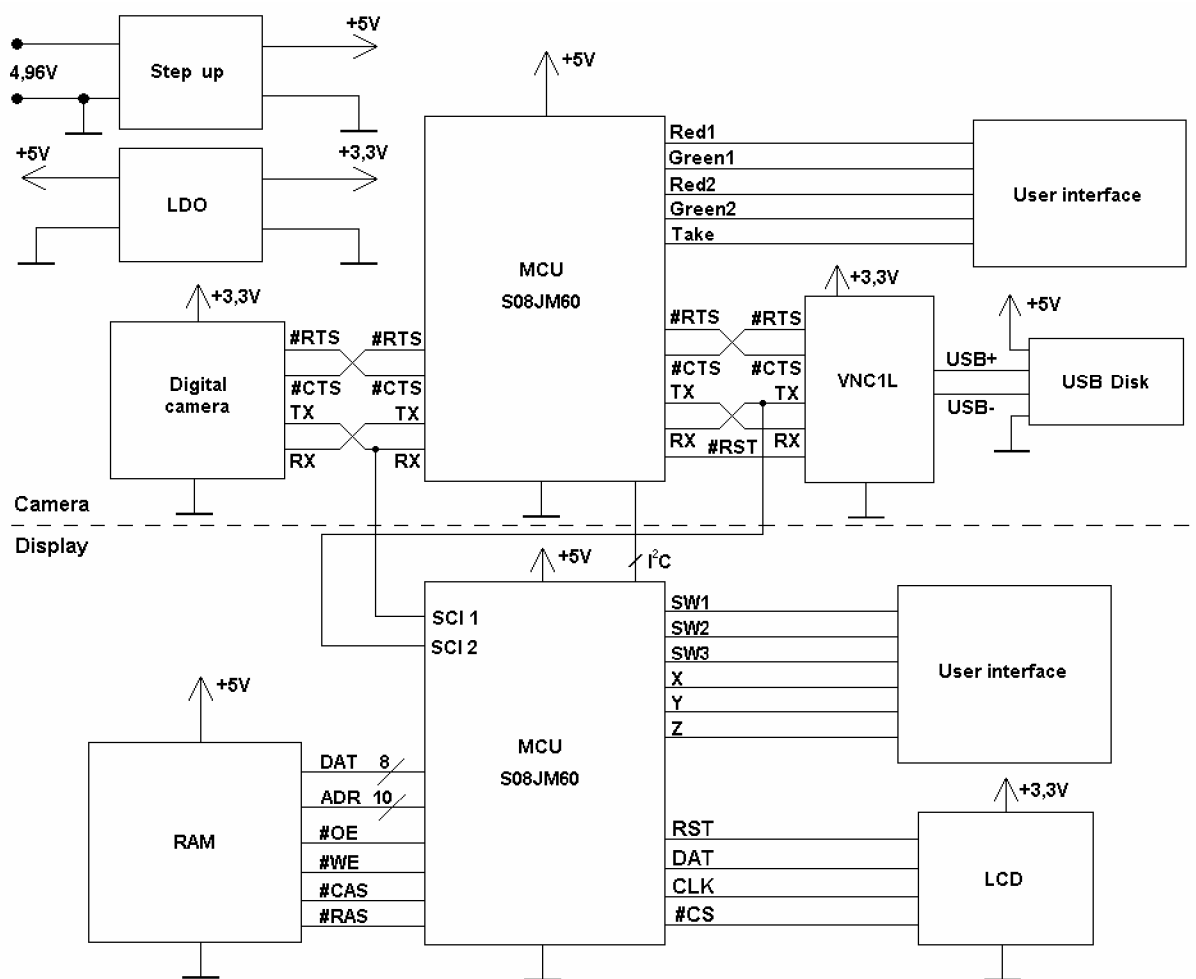 +5V
4,96V
Step up
+5V
+5V
+3,3V
LDO
MCU
S08JM60
Red1
Green1
Red2
Green2
Take
User interface
+3,3V
Digital
camera
#RTS #RTS
#CTS #CTS
TX TX
RX RX
#RTS #RTS
#CTS #CTS
TX TX
RX RX
#RST
+3,3V
VNC1L
USB+
USB-
+5V
USB Disk
Camera
Display
+5V
I²C
SCI 1
SCI 2
MCU
S08JM60
SW1
SW2
SW3
X
Y
Z
User interface
+5V
RAM
DAT 8
ADR 10
#OE
#WE
#CAS
#RAS
RST
DAT
CLK
#CS
+3,3V
LCD